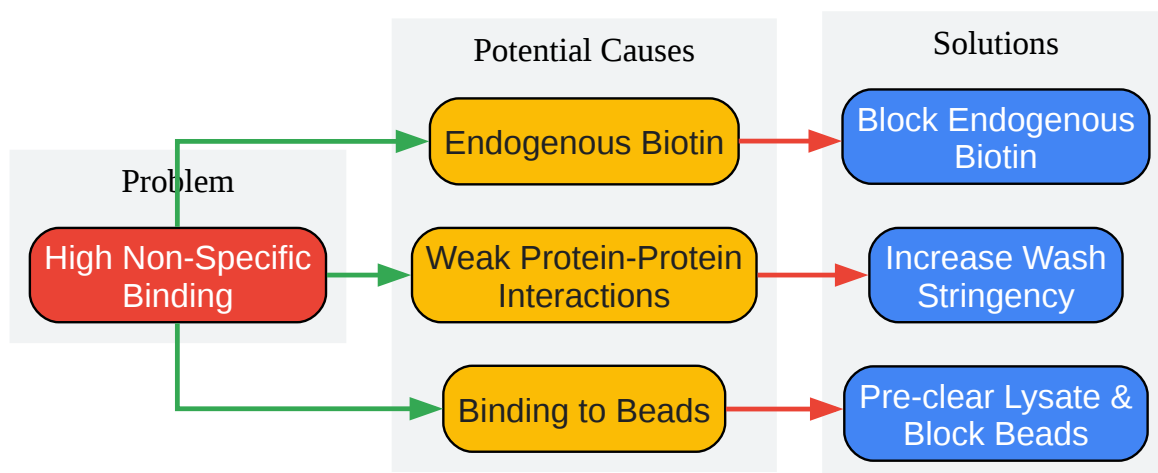 Problem
High Non-Specific
Binding
Potential Causes
Endogenous Biotin
Weak Protein-Protein
Interactions
Binding to Beads
Solutions
Block Endogenous
Biotin
Increase Wash
Stringency
Pre-clear Lysate &
Block Beads